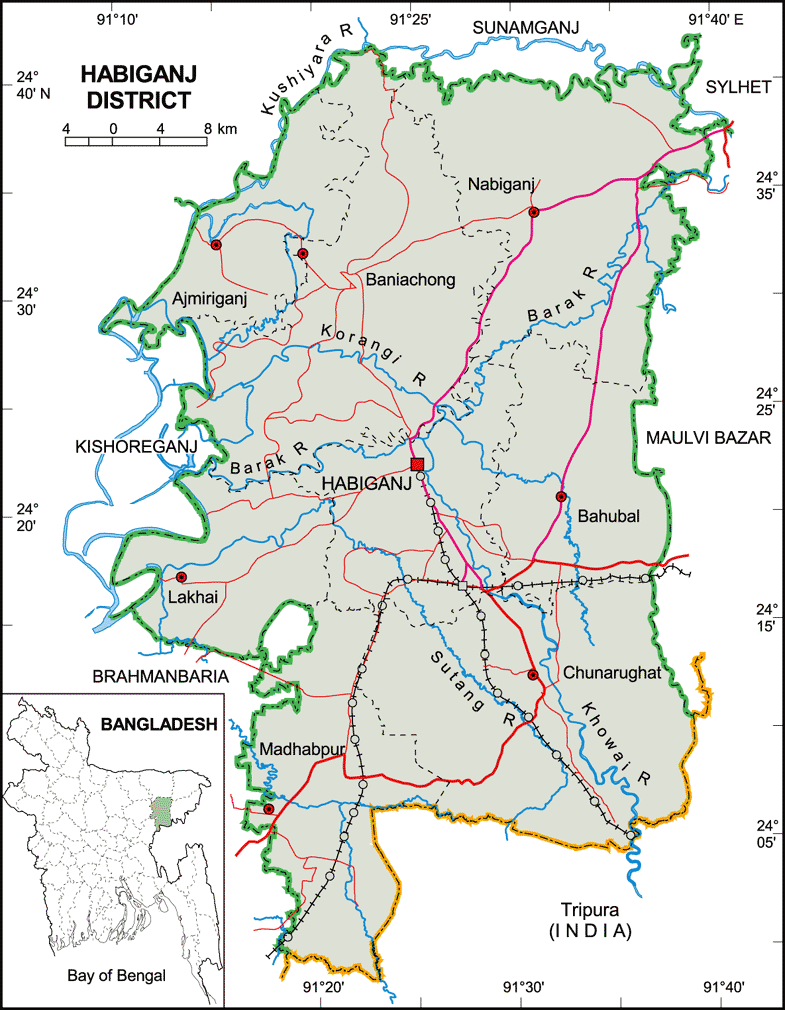 91°10'
91°25'
91°40' E
SUNAMGANJ
Kushiyara R
24°
40' N
HABIGANJ
DISTRICT
4 0 4 8 km
SYLHET
Nabiganj
24°
35'
Baniachong
Ajmiriganj
24°
30'
Barak R
Korangi R
24°
25'
KISHOREGANJ
MAULVI BAZAR
Barak R
HABIGANJ
24°
20'
Bahubal
Lakhai
24°
15'
BRAHMANBARIA
Sutang R
Chunarughat
Khowai R
BANGLADESH
Madhabpur
24°
05'
Tripura
(INDIA)
Bay of Bengal
91°20'
91°30'
91°40'